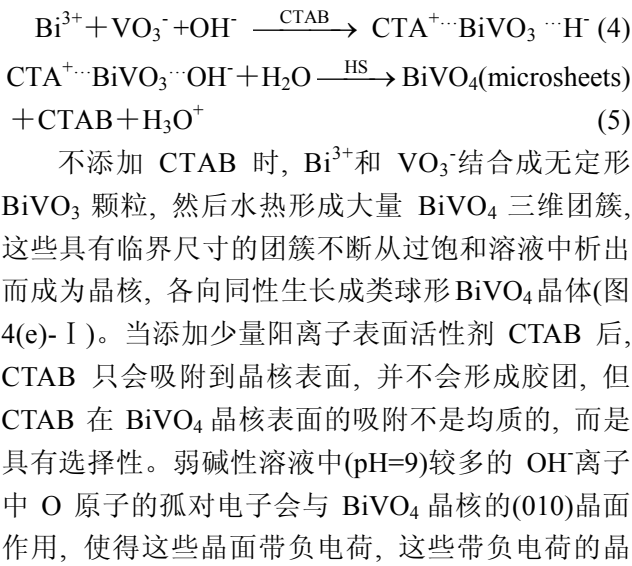 Bi³⁺+VO₃⁻+OH⁻ —CTAB→ CTA⁺···BiVO₃ ···H⁻ (4)
CTA⁺···BiVO₃···OH⁻+H₂O —HS→ BiVO₄(microsheets)
+CTAB+H₃O⁺ (5)
不添加 CTAB 时, Bi³⁺和 VO₃⁻结合成无定形
BiVO₃ 颗粒, 然后水热形成大量 BiVO₄ 三维团簇,
这些具有临界尺寸的团簇不断从过饱和溶液中析出
而成为晶核, 各向同性生长成类球形BiVO₄晶体(图
4(e)-Ⅰ)。当添加少量阳离子表面活性剂 CTAB 后,
CTAB 只会吸附到晶核表面, 并不会形成胶团, 但
CTAB 在 BiVO₄ 晶核表面的吸附不是均质的, 而是
具有选择性。弱碱性溶液中(pH=9)较多的 OH⁻离子
中 O 原子的孤对电子会与 BiVO₄ 晶核的(010)晶面
作用, 使得这些晶面带负电荷, 这些带负电荷的晶